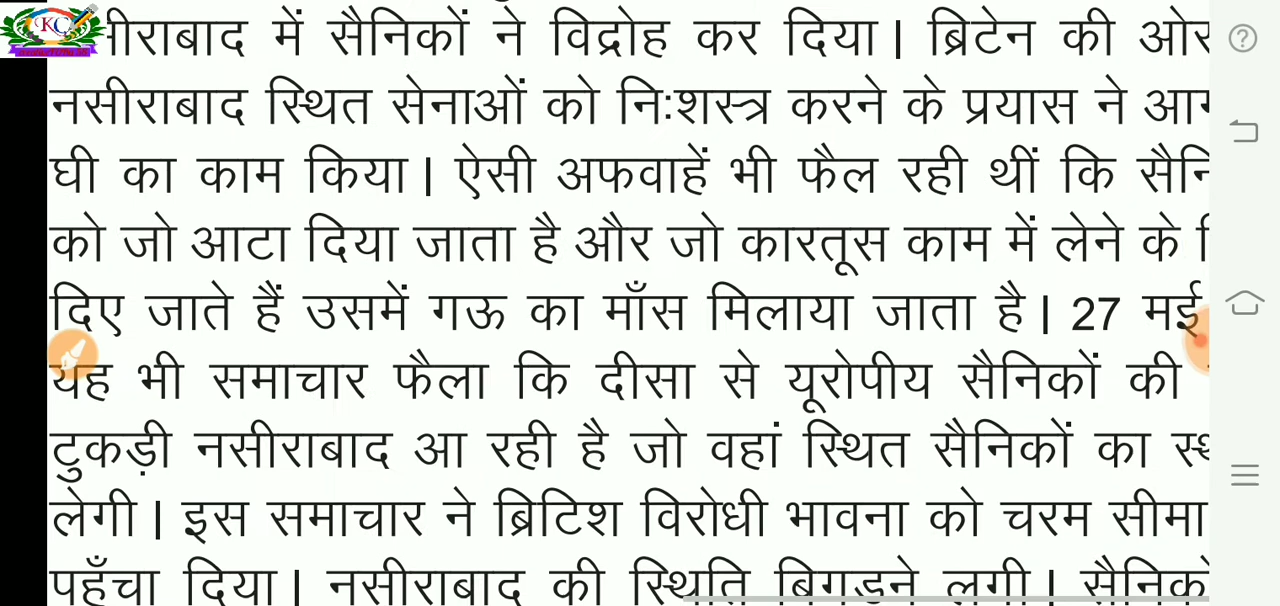 KC
में सैनिकों ने विद्रोह कर दिया। ब्रिटेन की ओर
नसीराबाद स्थित सेनाओं को निःशस्त्र करने के प्रयास ने
घी का काम किया। ऐसी अफवाहें भी फैल रही थीं कि
को जो आटा दिया जाता है और जो कारतूस काम में लेने के
दिए जाते हैं उसमें गऊ का माँस मिलाया जाता है। 27 मई
यह भी समाचार फैला कि दीसा से यूरोपीय सैनिकों की
टुकड़ी नसीराबाद आ रही है जो वहां स्थित सैनिकों का
लेगी। इस समाचार ने ब्रिटिश विरोधी भावना को चरम सीमा
पहुँचा दिया। नसीराबाद की स्थिति बिगड़ने लगी।